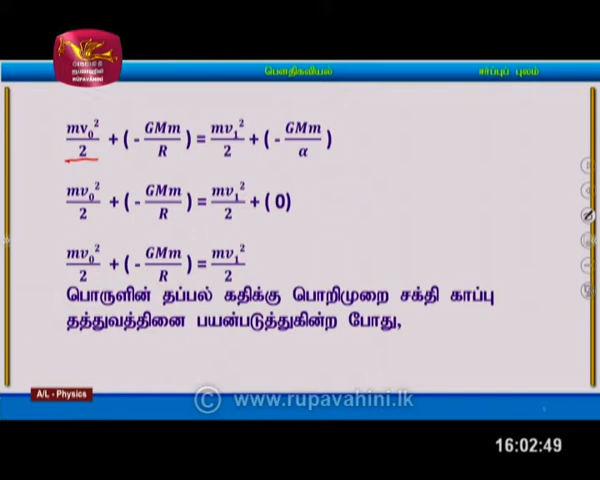 RUPAVAHINI
பௌதிகவியல் ஈர்ப்புப் புலம்
mv₀²/2 + (- GMm/R) = mv₁²/2 + (- GMm/α)
mv₀²/2 + (- GMm/R) = mv₁²/2 + ( 0)
mv₀²/2 + (- GMm/R) = mv₁²/2
பொருளின் தப்பல் கதிக்கு பொறிமுறை சக்தி காப்பு
தத்துவத்தினை பயன்படுத்துகின்ற போது,
A/L - Physics
© www.rupavahini.lk
16:02:49